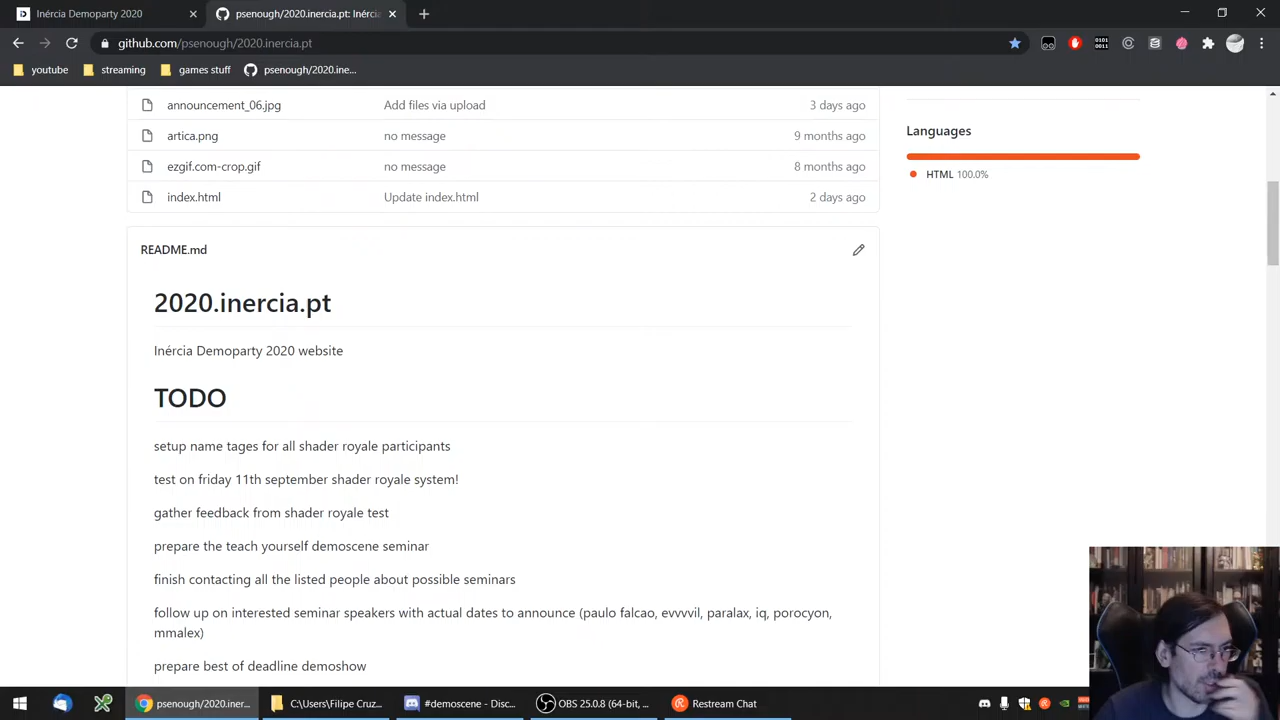 Inércia Demoparty 2020
psenough/2020.inercia.pt: Inérc
github.com/psenough/2020.inercia.pt
youtube
streaming
games stuff
psenough/2020.ine...
announcement_06.jpg Add files via upload 3 days ago
artica.png no message 9 months ago
ezgif.com-crop.gif no message 8 months ago
index.html Update index.html 2 days ago
Languages
HTML 100.0%
README.md
2020.inercia.pt
Inércia Demoparty 2020 website
TODO
setup name tages for all shader royale participants
test on friday 11th september shader royale system!
gather feedback from shader royale test
prepare the teach yourself demoscene seminar
finish contacting all the listed people about possible seminars
follow up on interested seminar speakers with actual dates to announce (paulo falcao, evvvvil, paralax, iq, porocyon,
mmalex)
prepare best of deadline demoshow
psenough/2020.iner...
C:\Users\Filipe Cruz...
#demoscene - Disc...
OBS 25.0.8 (64-bit, ...
Restream Chat